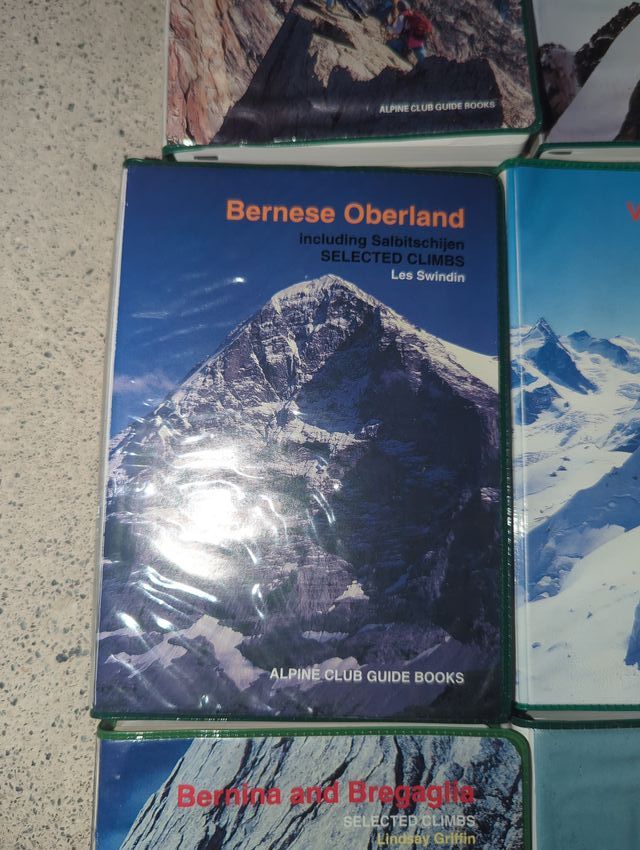 ALPINE CLUB GUIDE BOOKS
Bernese Oberland
including Salbitschijen
SELECTED CLIMBS
Les Swindin
ALPINE CLUB GUIDE BOOKS
Bernina and Bregaglia
SELECTED CLIMBS
Lindsay Griffin